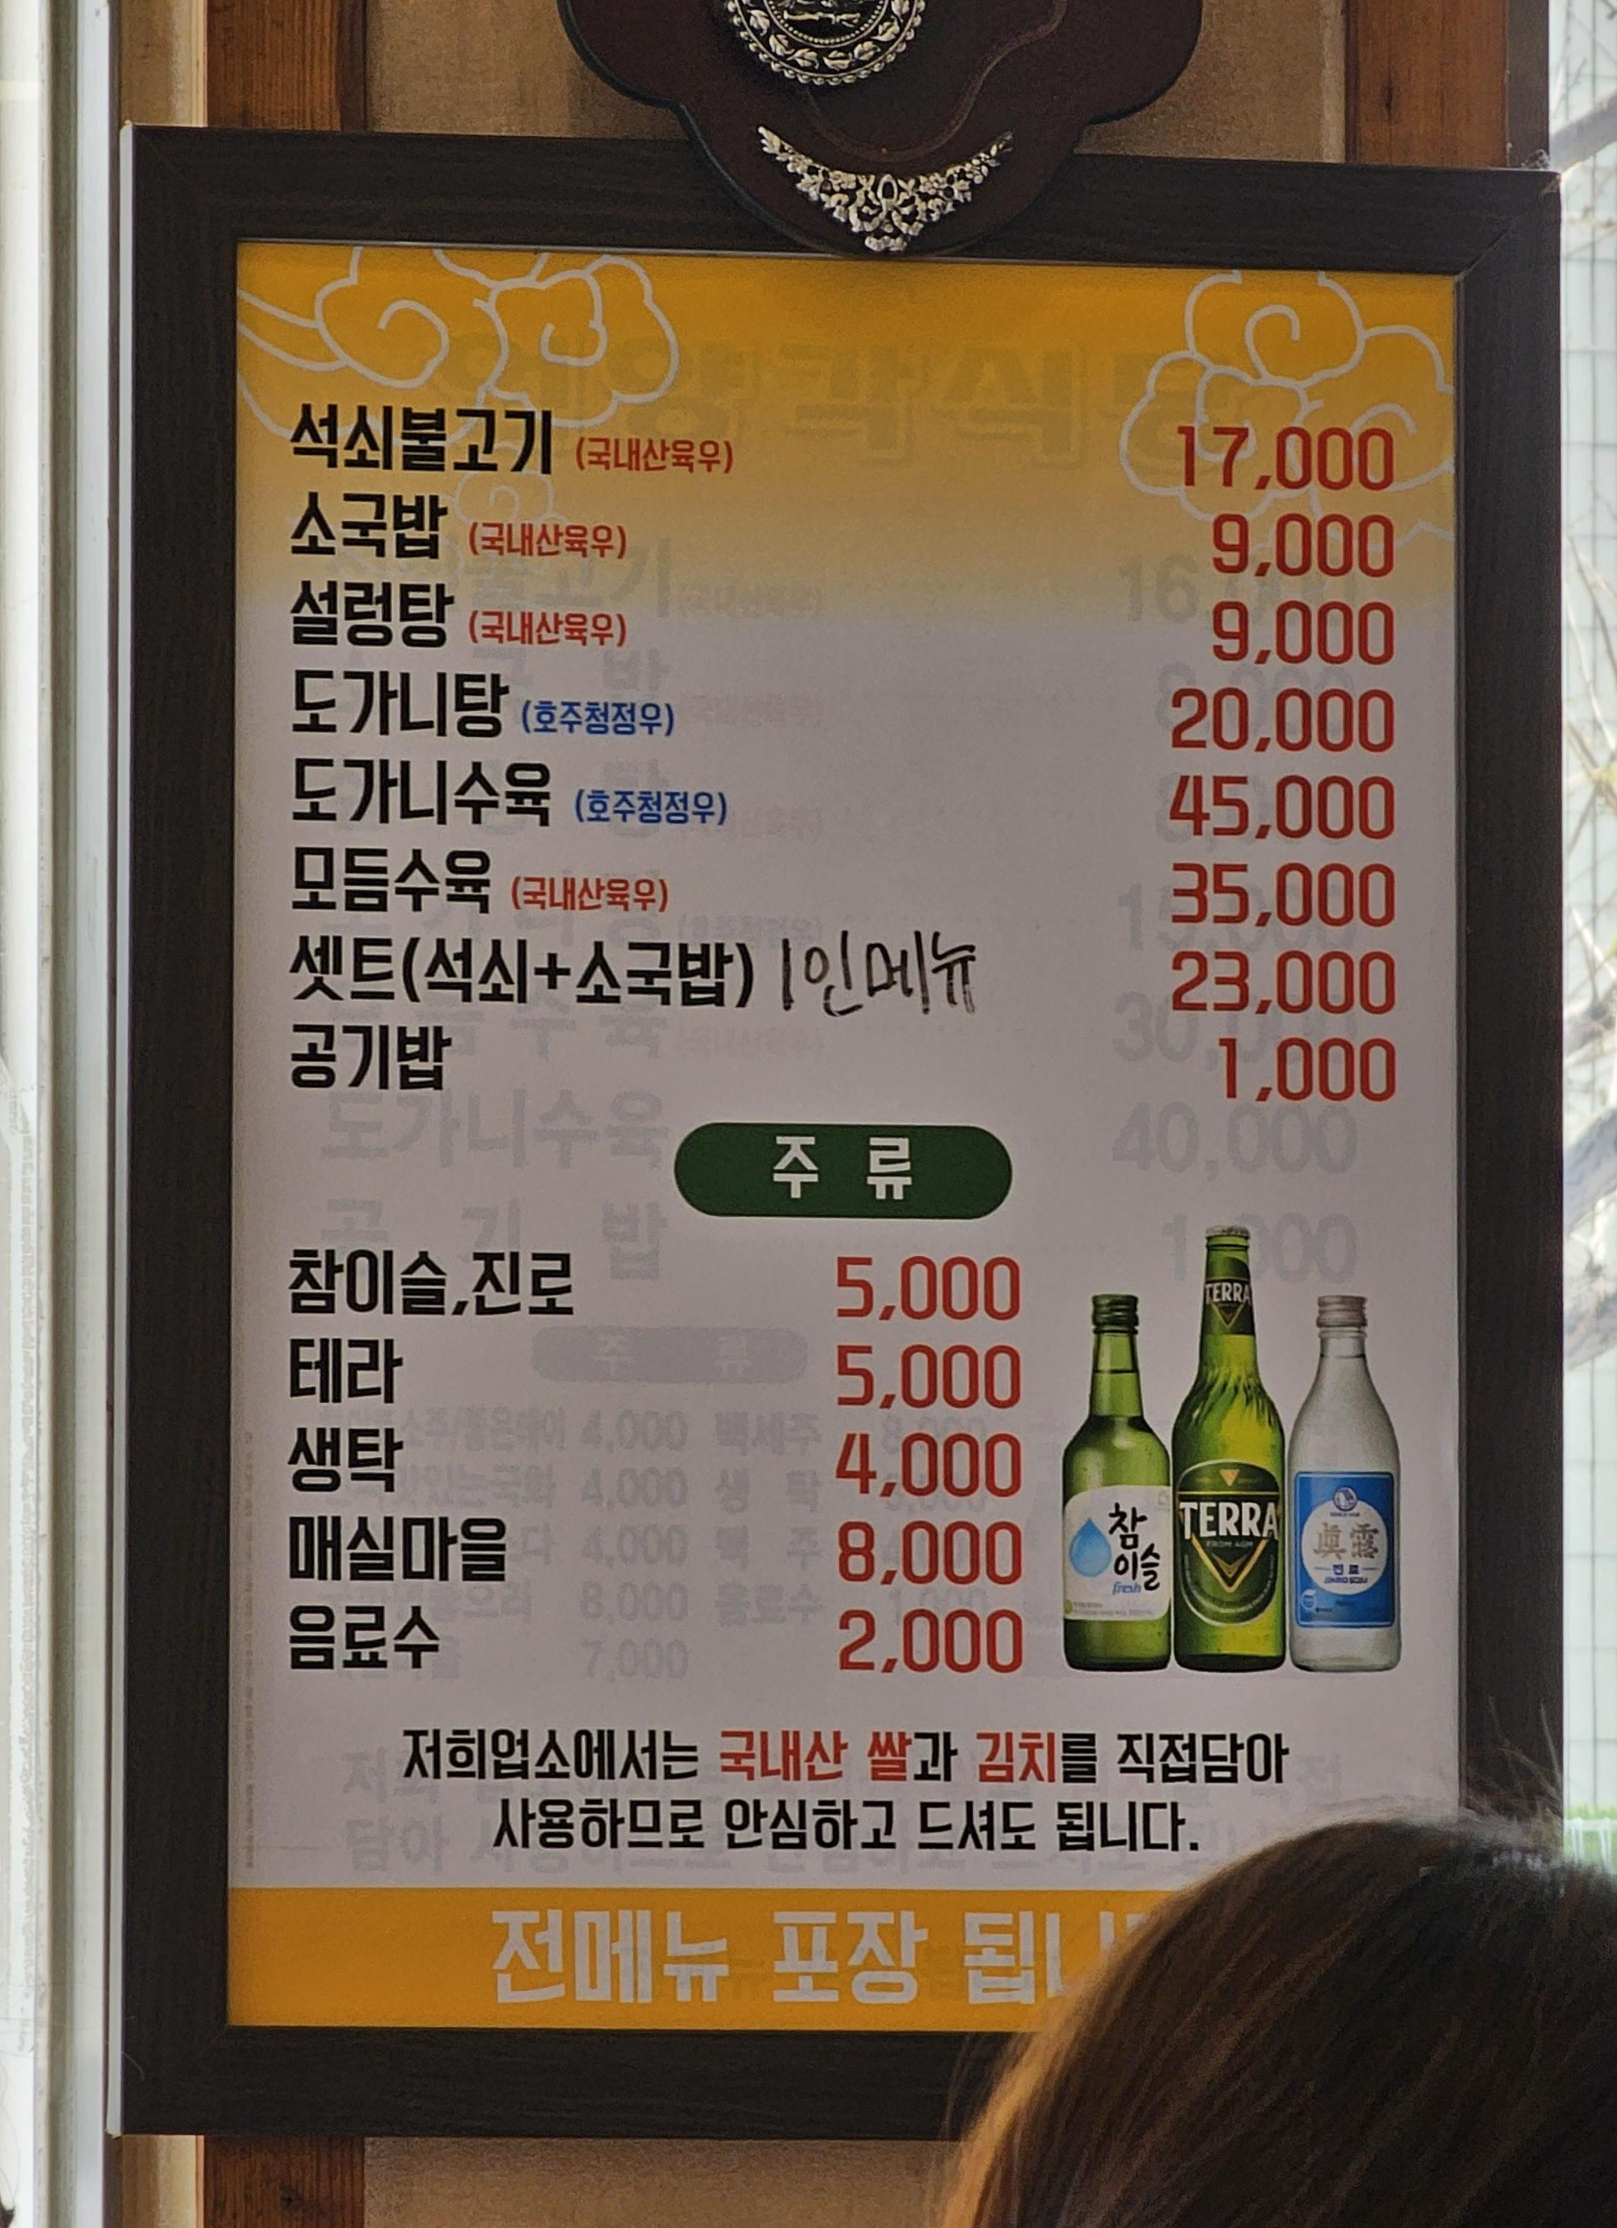 석쇠불고기 (국내산육우) 17,000
소국밥 (국내산육우) 9,000
설렁탕 (국내산육우) 9,000
도가니탕 (호주청정우) 20,000
도가니수육 (호주청정우) 45,000
모듬수육 (국내산육우) 35,000
셋트(석쇠+소국밥) 1인메뉴 23,000
공기밥 1,000
주 류
참이슬,진로 5,000
테라 5,000
생탁 4,000
매실마을 8,000
음료수 2,000
TERRA
참
이슬
fresh
TERRA
眞露
진로
저희업소에서는 국내산 쌀과 김치를 직접담아
사용하므로 안심하고 드셔도 됩니다.
전메뉴 포장